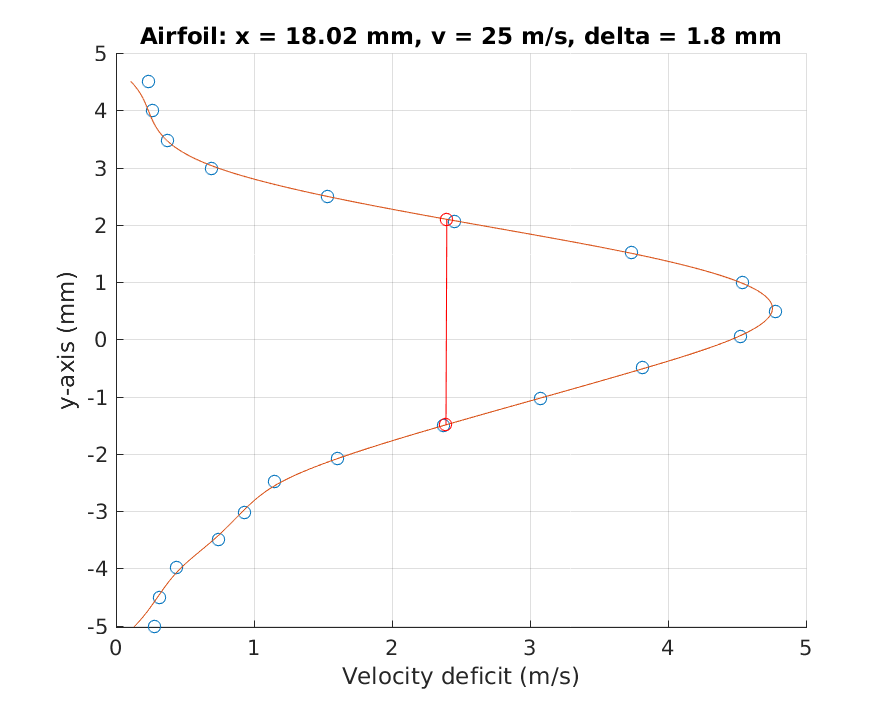 Airfoil: x = 18.02 mm, v = 25 m/s, delta = 1.8 mm
5
4
3
2
1
0
-1
-2
-3
-4
-5
y-axis (mm)
0 1 2 3 4 5
Velocity deficit (m/s)